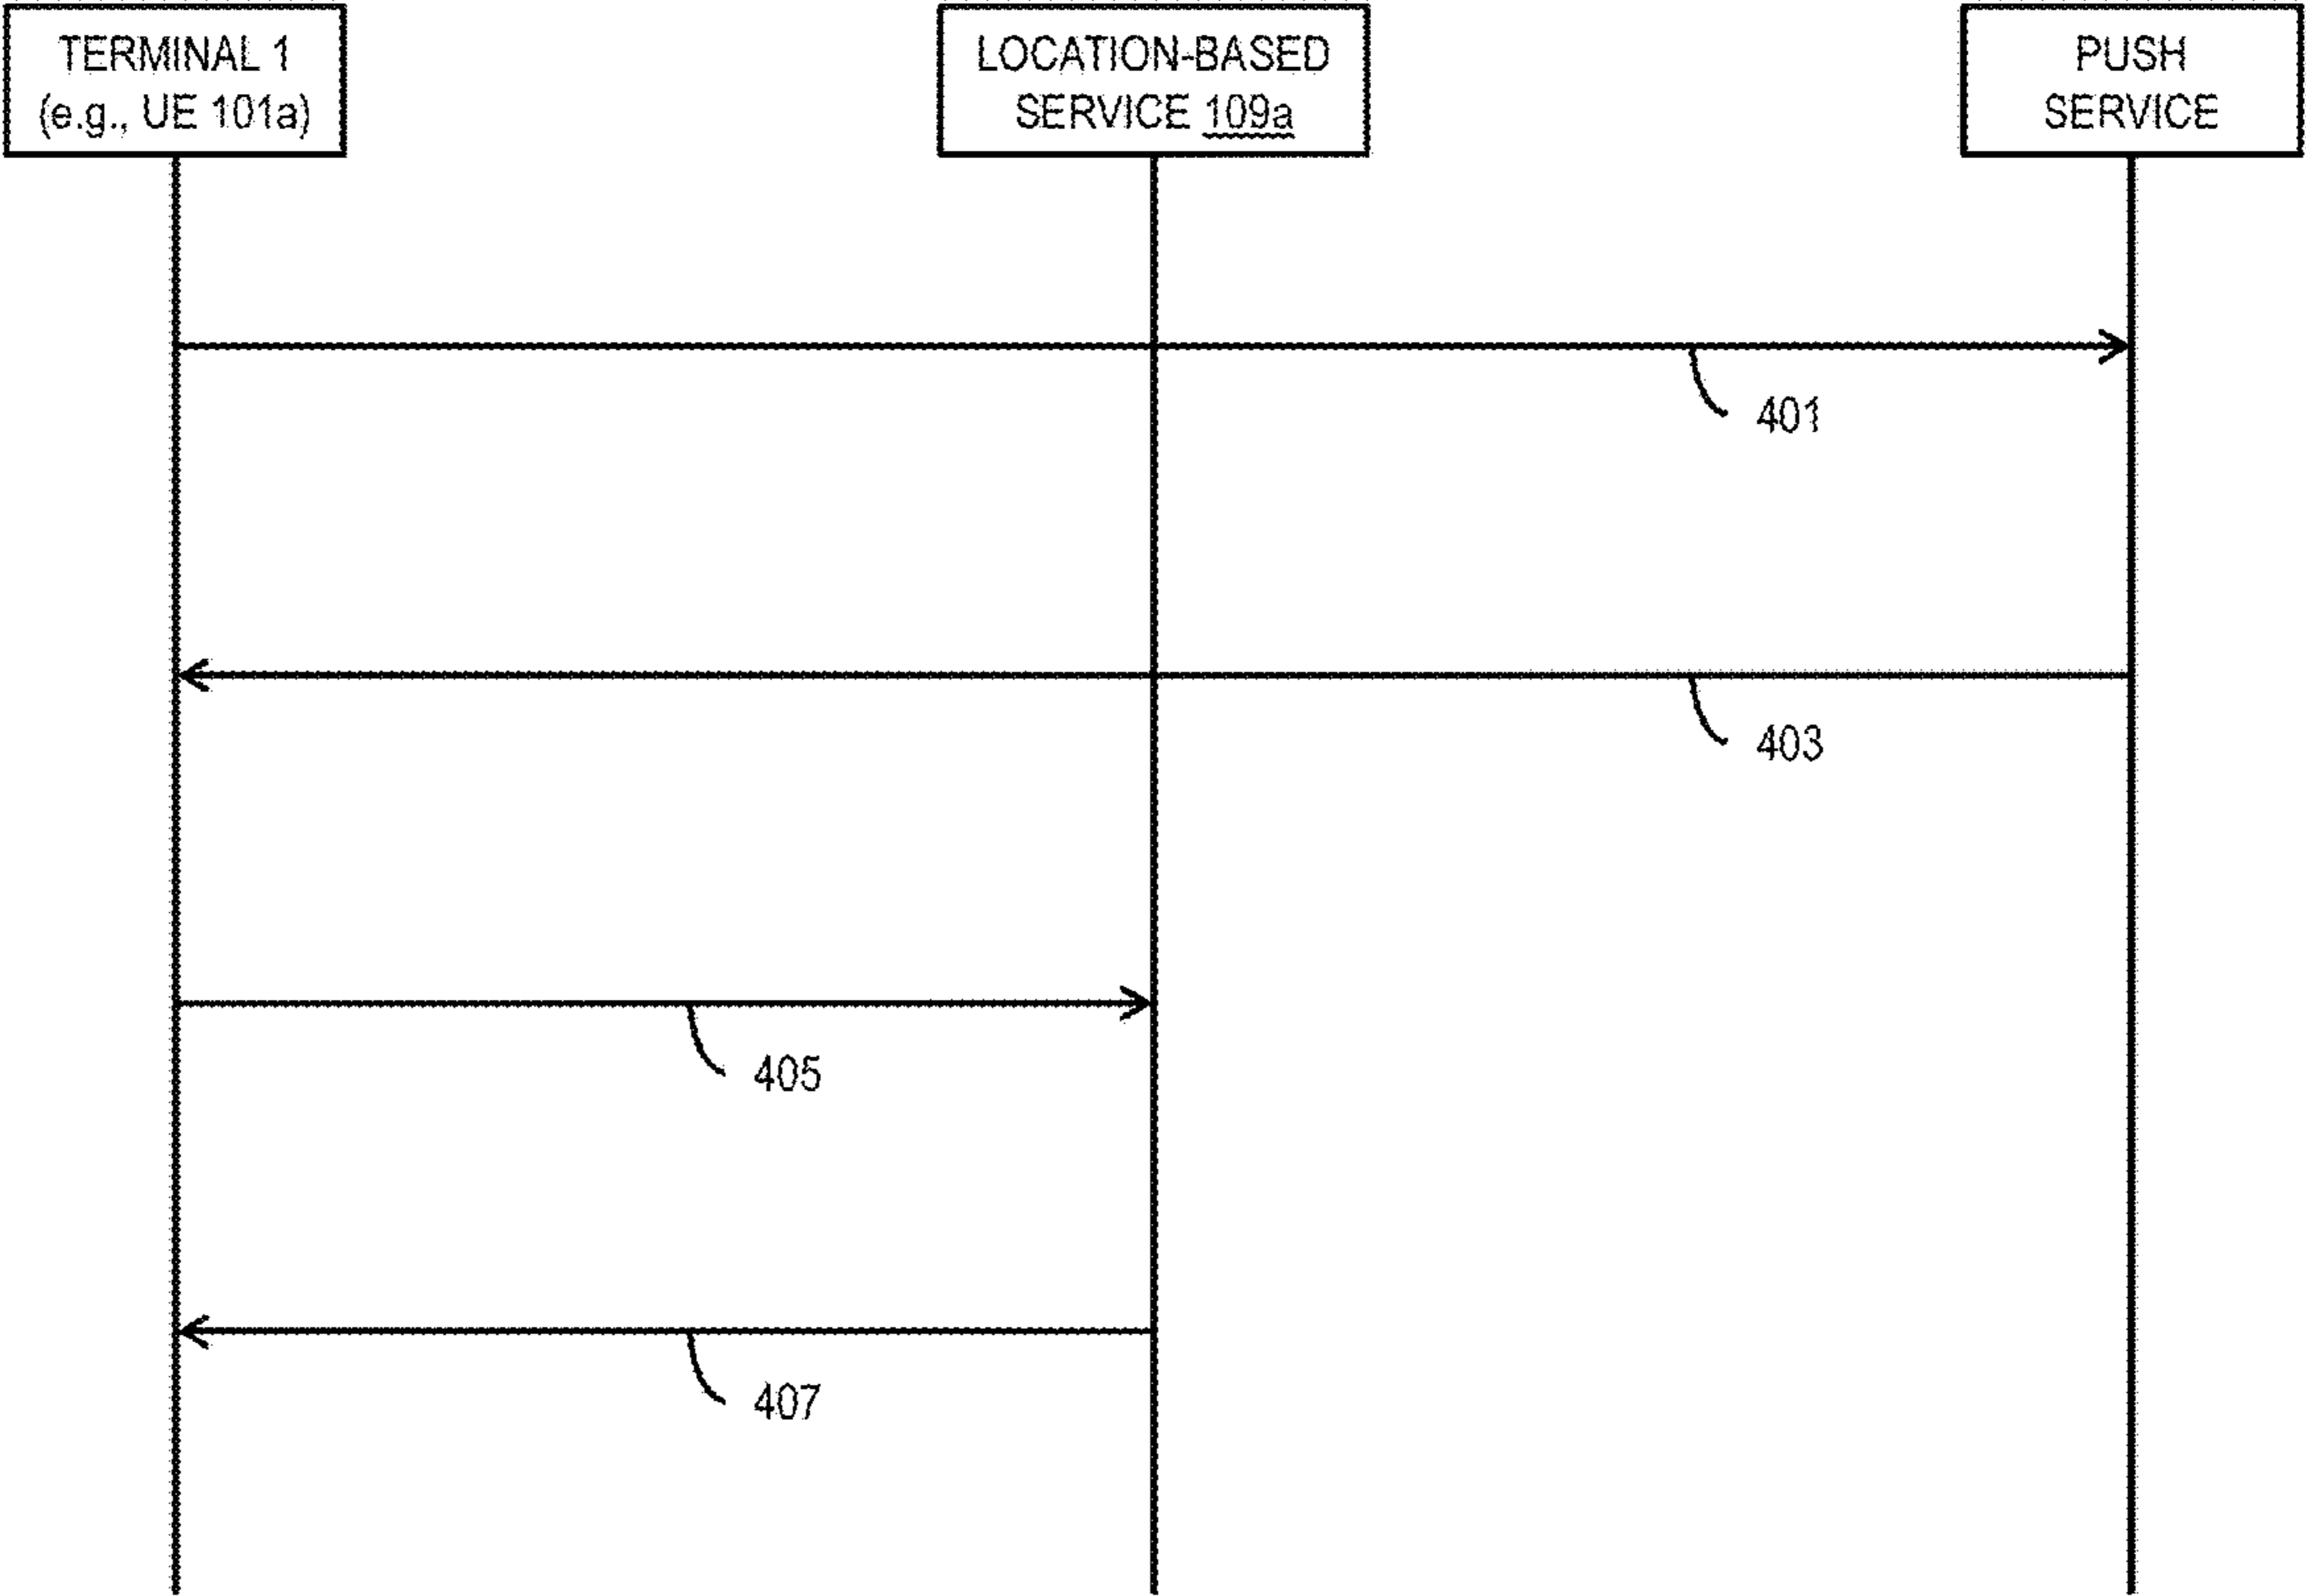 TERMINAL 1
(e.g., UE 101a)
LOCATION-BASED
SERVICE 109a
PUSH
SERVICE
401
403
405
407